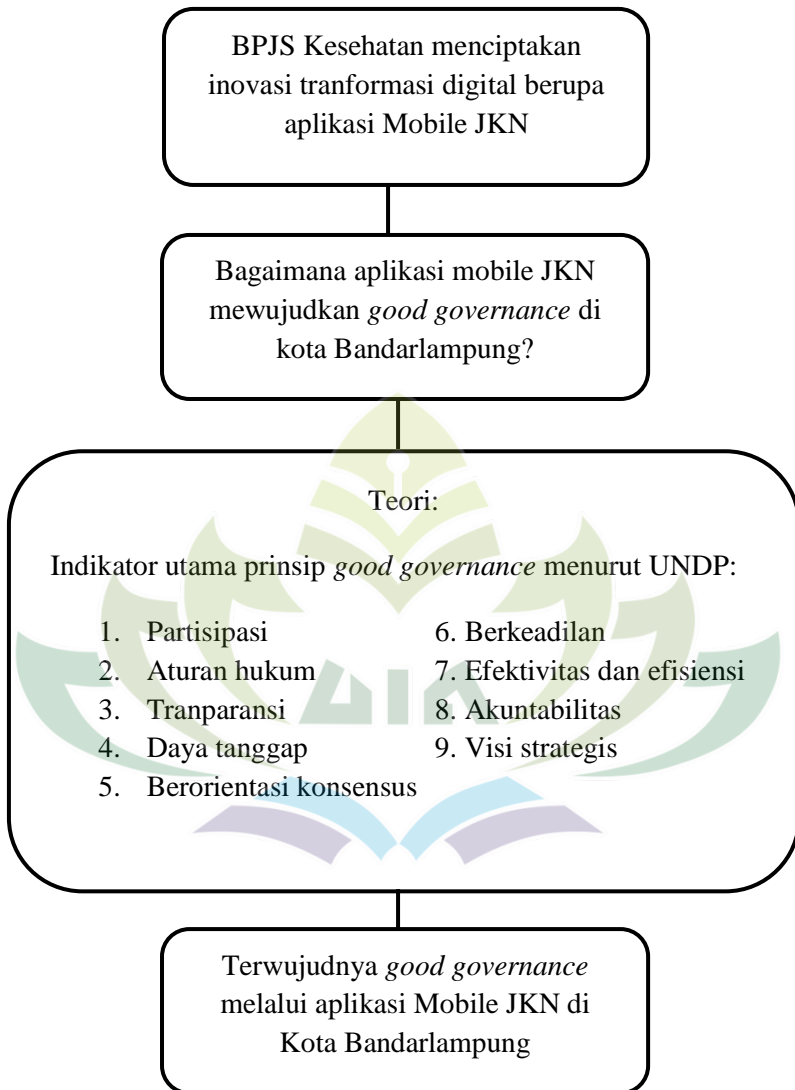 BPJS Kesehatan menciptakan
inovasi tranformasi digital berupa
aplikasi Mobile JKN
Bagaimana aplikasi mobile JKN
mewujudkan good governance di
kota Bandarlampung?
Teori:
Indikator utama prinsip good governance menurut UNDP:
1. Partisipasi
2. Aturan hukum
3. Tranparansi
4. Daya tanggap
5. Berorientasi konsensus
6. Berkeadilan
7. Efektivitas dan efisiensi
8. Akuntabilitas
9. Visi strategis
UIN
Terwujudnya good governance
melalui aplikasi Mobile JKN di
Kota Bandarlampung